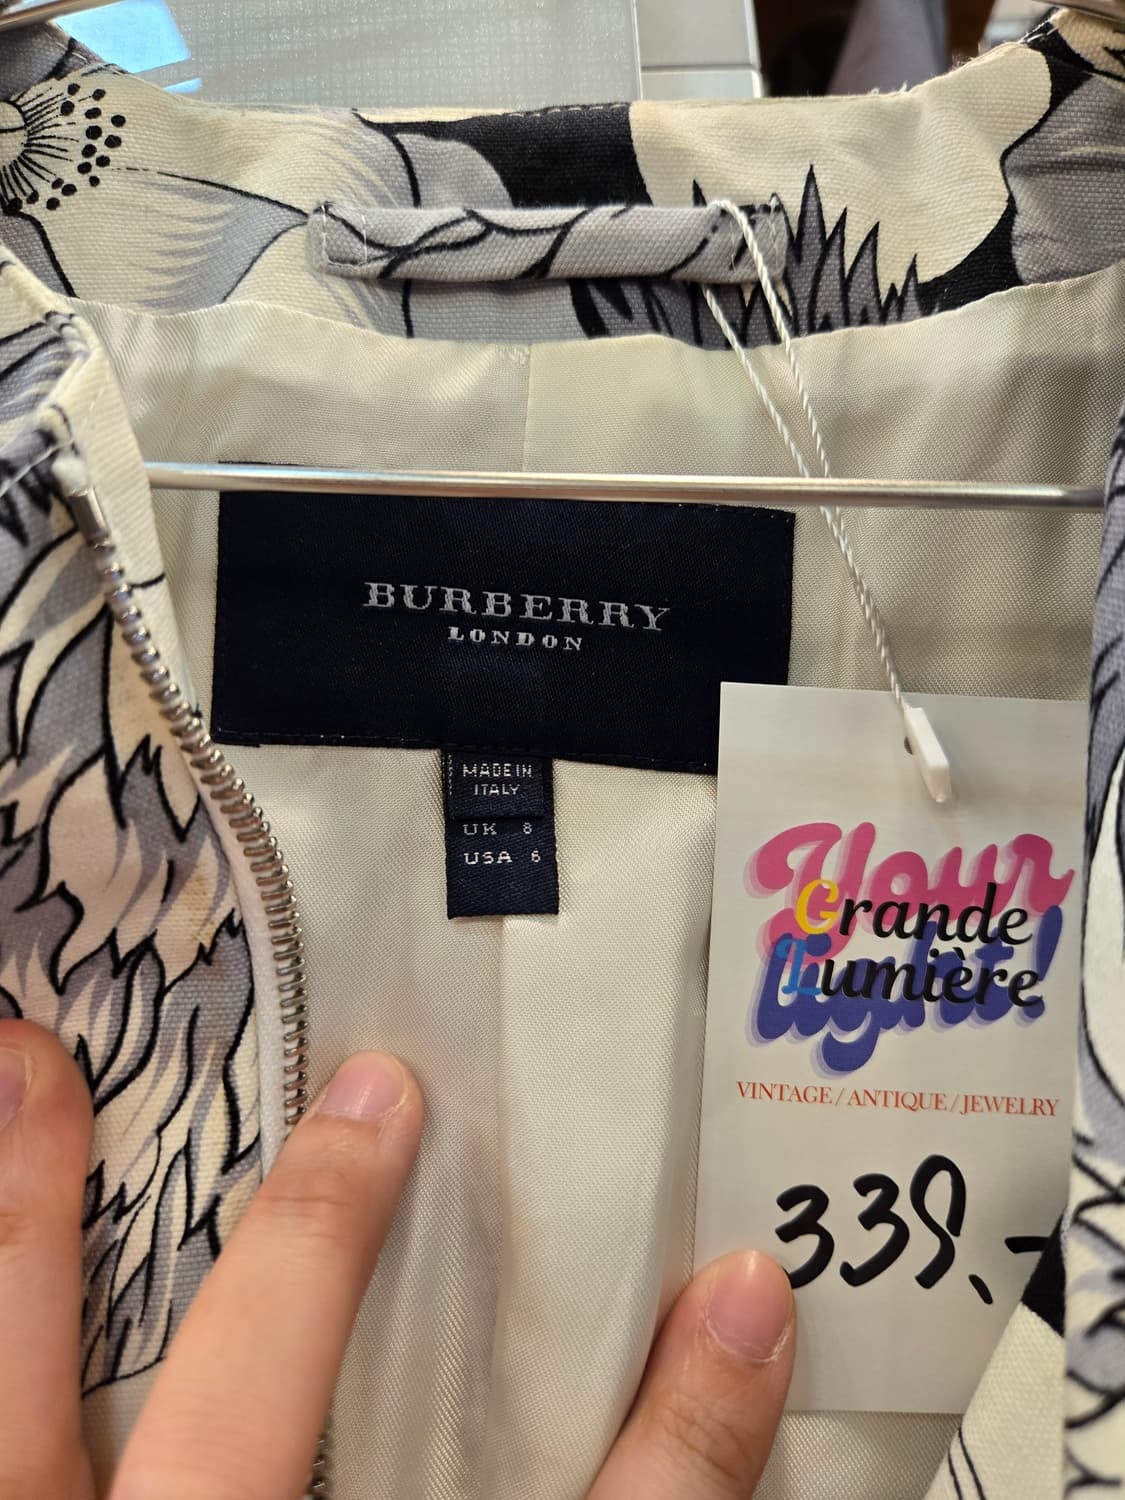 BURBERRY
LONDON
MADE IN
ITALY
UK 8
USA 6
Your
Grande
Light!
Lumière
VINTAGE / ANTIQUE / JEWELRY
339.-